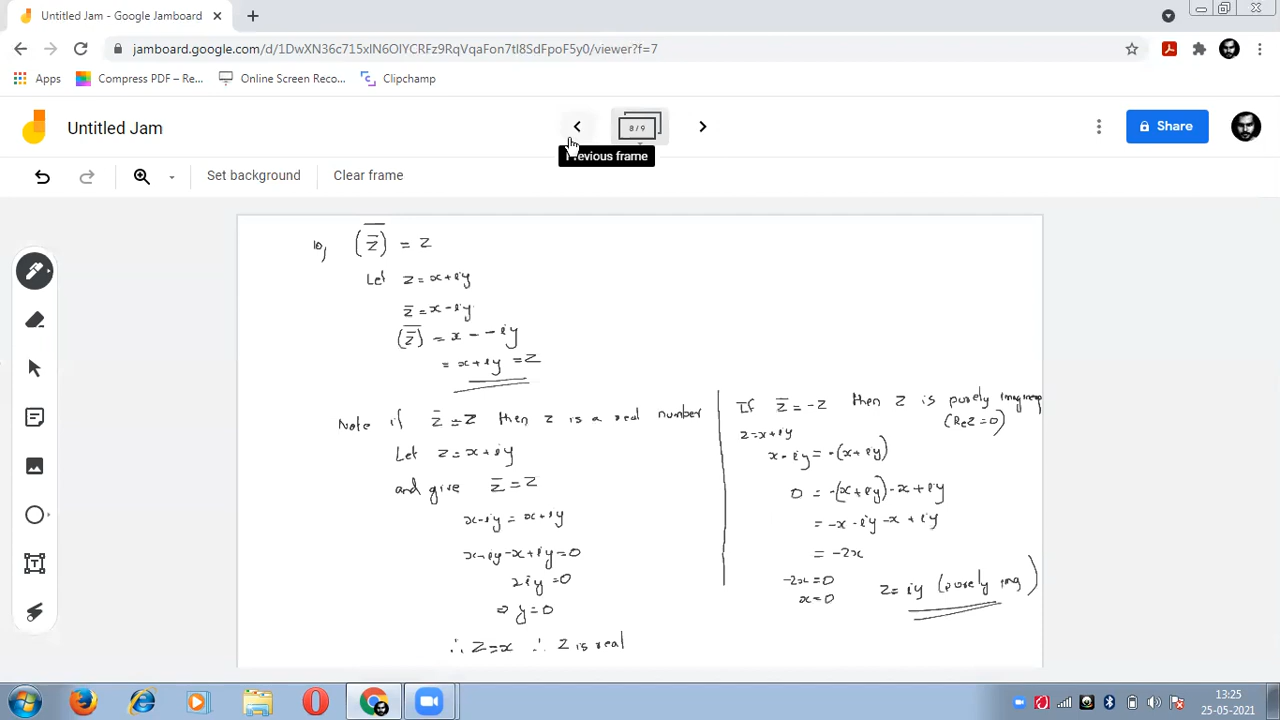 Untitled Jam - Google Jamboard
jamboard.google.com/d/1DwXN36c715xlN6OlYCRFz9RqVqaFon7tl8SdFpoF5y0/viewer?f=7
Apps Compress PDF – Re... Online Screen Reco... Clipchamp
Untitled Jam
8 / 9
Share
Previous frame
Set background Clear frame
10, (z̅)̅ = z
Let z = x+iy
z̅ = x-iy
(z̅)̅ = x - -iy
= x+iy = z
Note if z̅ = z then z is a real number
Let z = x+iy
and give z̅ = z
x-iy = x+iy
x-iy-x+iy=0
2iy =0
⇒ y=0
∴ z=x ∴ z is real
If z̅ = -z then z is purely
(Re z = 0)
z=x+iy
x-iy = -(x+iy)
0 = -(x+iy)-x+iy
= -x-iy-x+iy
= -2x
-2x=0
x=0
z= iy (purely img)
13:25
25-05-2021